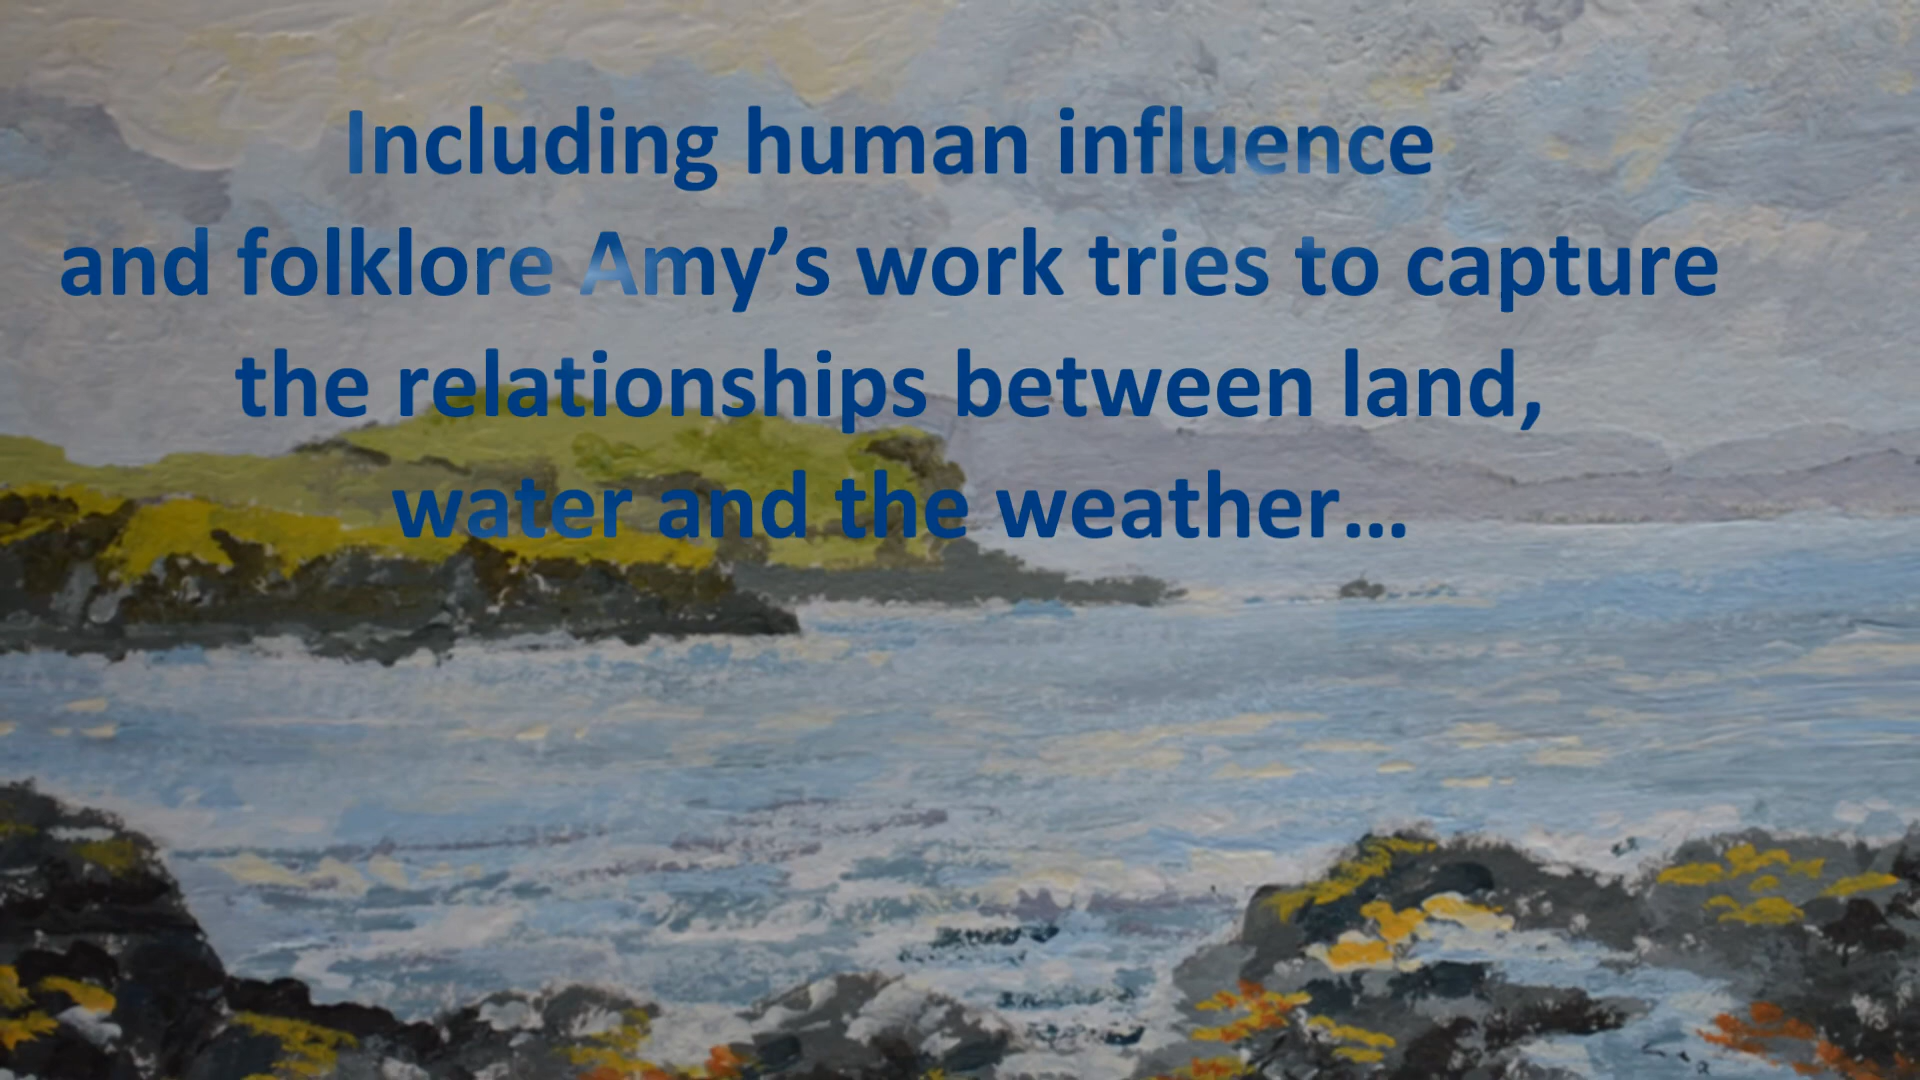 Including human influence
and folklore Amy’s work tries to capture
the relationships between land,
water and the weather…